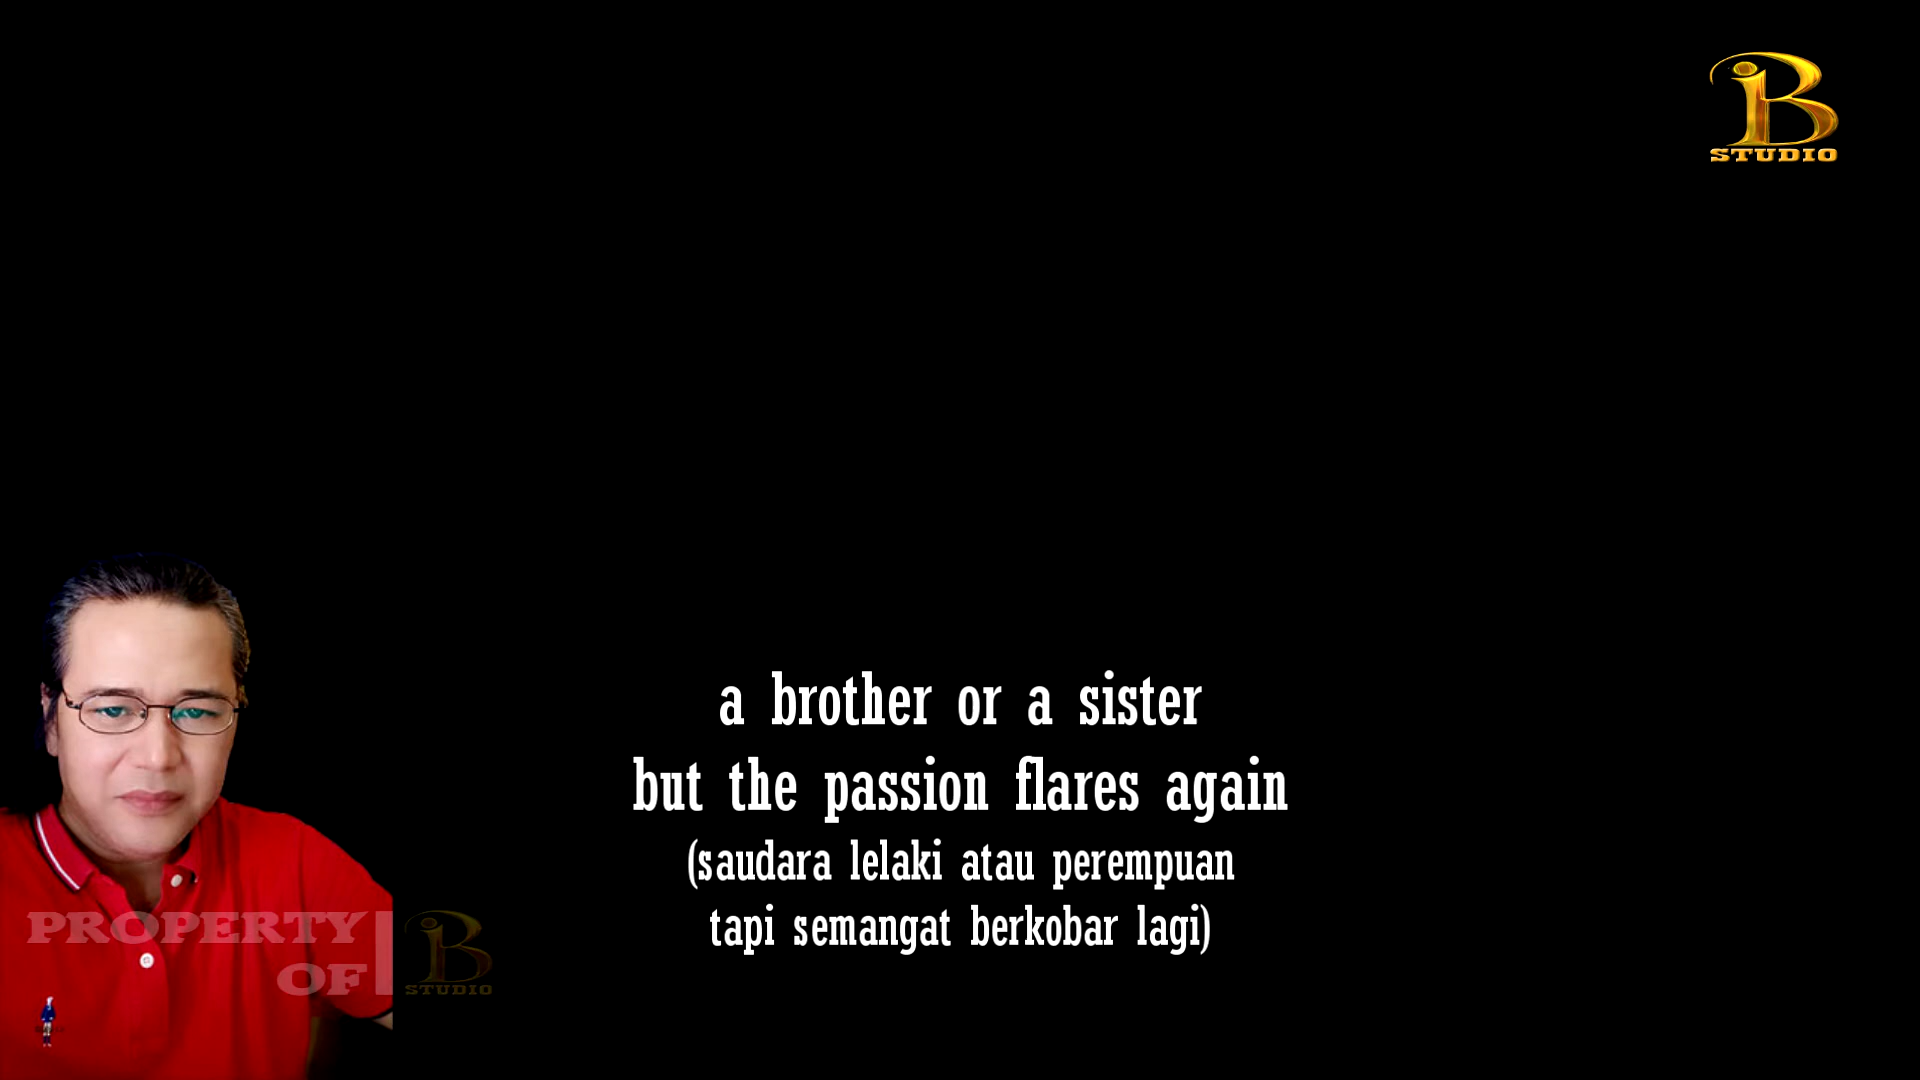 B
STUDIO
a brother or a sister
but the passion flares again
(saudara lelaki atau perempuan
tapi semangat berkobar lagi)
PROPERTY
OF
B
STUDIO